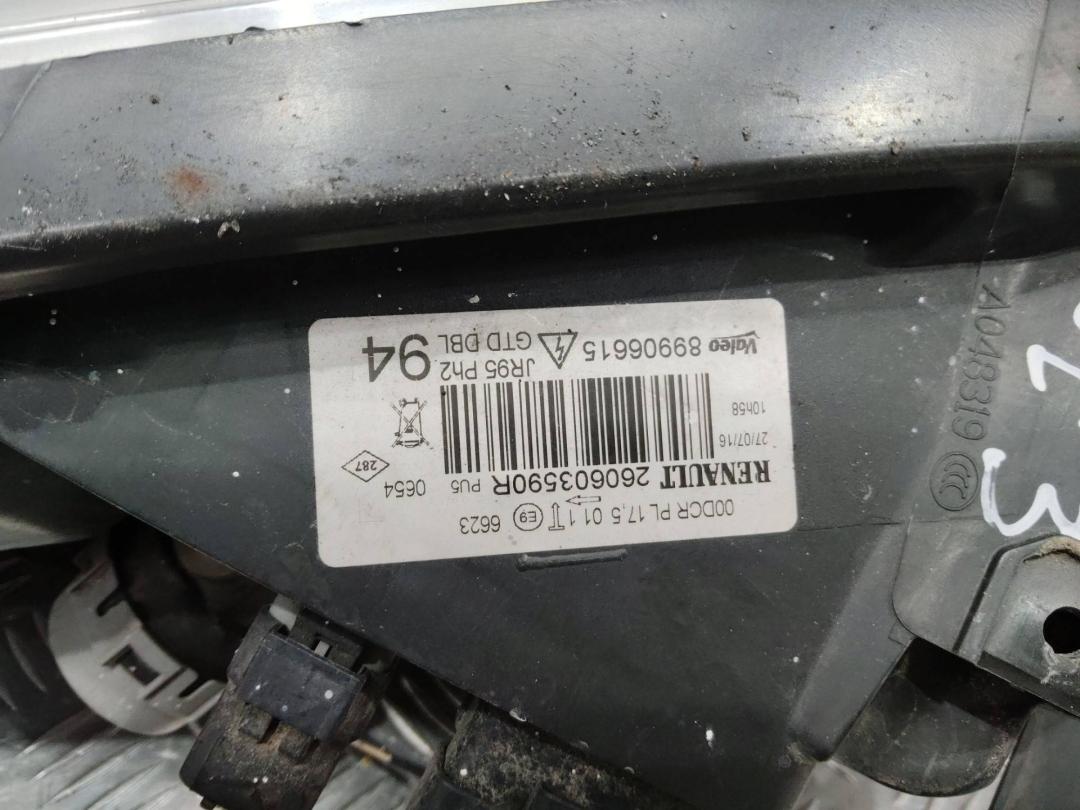 00DCR PL 17,5 01 1 E9 6623
RENAULT 260603590R PU5 0654
27/07/16
287
10h58
Valeo 89906615 JR95 Ph2
GTD DBL 94
A048319 CCC